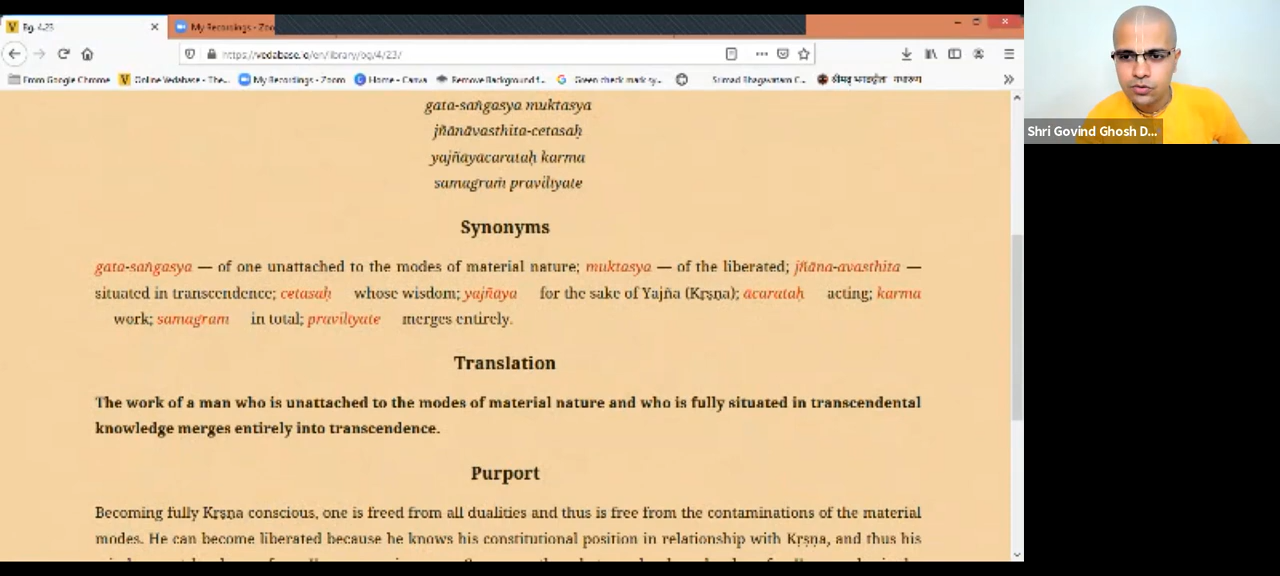 Bg. 4.23
My Recordings - Zoo
https://vedabase.io/en/library/bg/4/23/
From Google Chrome
Online Vedabase - The...
My Recordings - Zoom
Home - Canva
Remove Background f...
Green check mark sy...
Srimad Bhagavatam C...
gata-saṅgasya muktasya
jñānāvasthita-cetasaḥ
yajñāyācarataḥ karma
samagraṁ pravilīyate
Synonyms
gata-saṅgasya — of one unattached to the modes of material nature; muktasya — of the liberated; jñāna-avasthita —
situated in transcendence; cetasaḥ whose wisdom; yajñāya for the sake of Yajña (Kṛṣṇa); ācarataḥ acting; karma
work; samagram in total; pravilīyate merges entirely.
Translation
The work of a man who is unattached to the modes of material nature and who is fully situated in transcendental
knowledge merges entirely into transcendence.
Purport
Becoming fully Kṛṣṇa conscious, one is freed from all dualities and thus is free from the contaminations of the material
modes. He can become liberated because he knows his constitutional position in relationship with Kṛṣṇa, and thus his
Shri Govind Ghosh D...